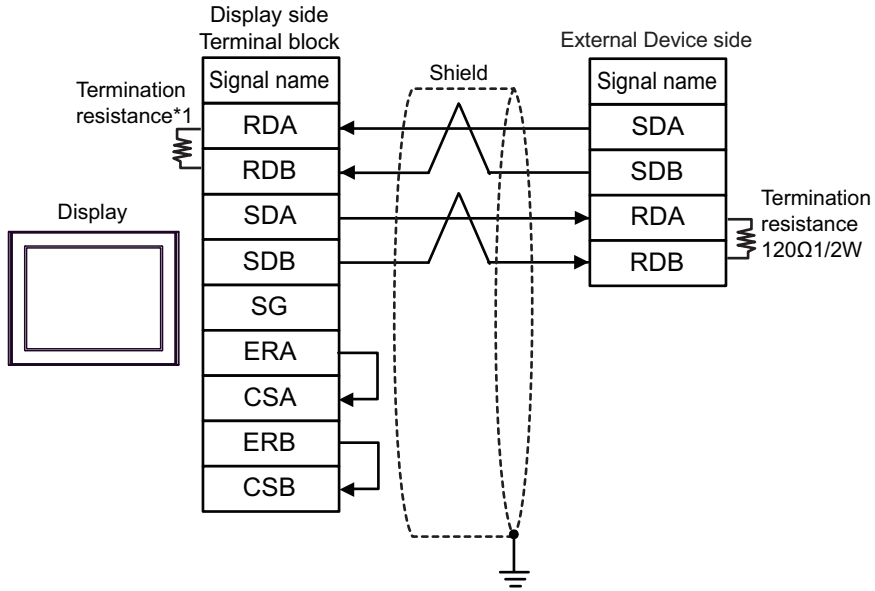 Display side
Terminal block
External Device side
Termination
resistance*1
Signal name
Shield
Signal name
RDA
SDA
RDB
SDB
Display
SDA
RDA
Termination
resistance
120Ω1/2W
SDB
RDB
SG
ERA
CSA
ERB
CSB